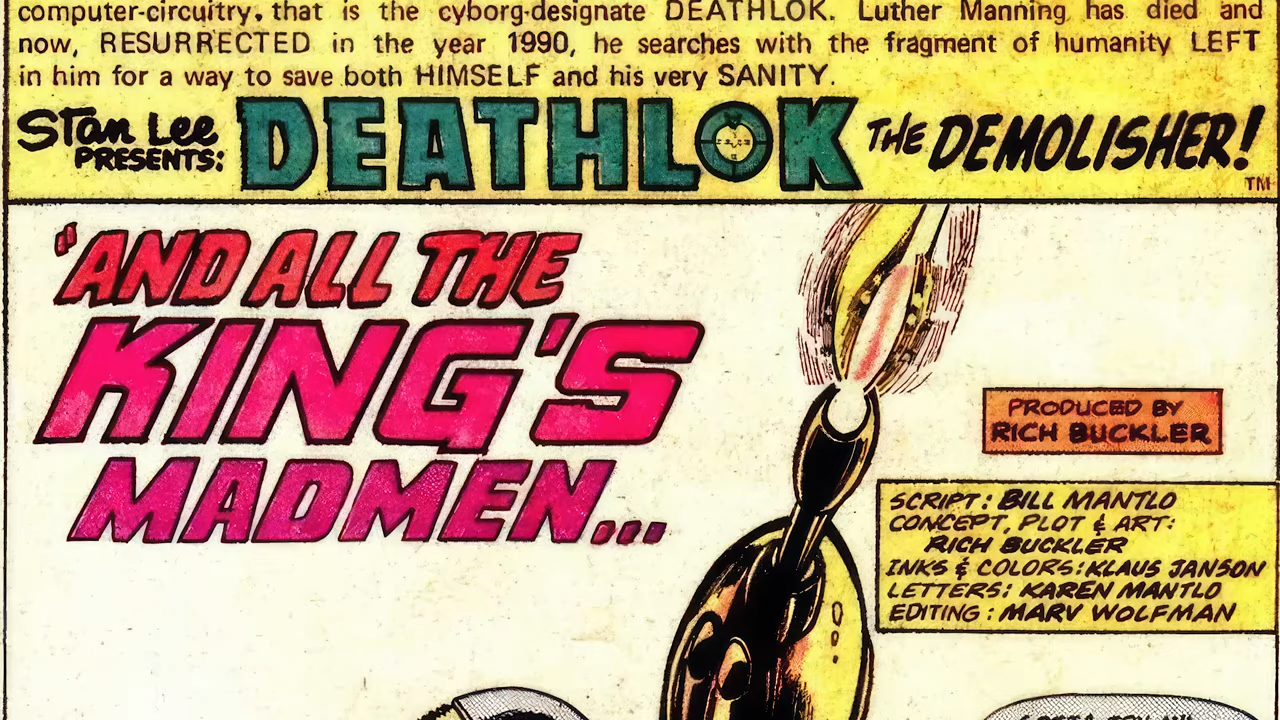 computer-circuitry, that is the cyborg-designate DEATHLOK. Luther Manning has died and
now, RESURRECTED in the year 1990, he searches with the fragment of humanity LEFT
in him for a way to save both HIMSELF and his very SANITY.
Stan Lee PRESENTS: DEATHLOK THE DEMOLISHER!
TM
"AND ALL THE
KING'S
MADMEN...
PRODUCED BY
RICH BUCKLER
SCRIPT: BILL MANTLO
CONCEPT, PLOT & ART:
RICH BUCKLER
INKS & COLORS: KLAUS JANSON
LETTERS: KAREN MANTLO
EDITING: MARV WOLFMAN